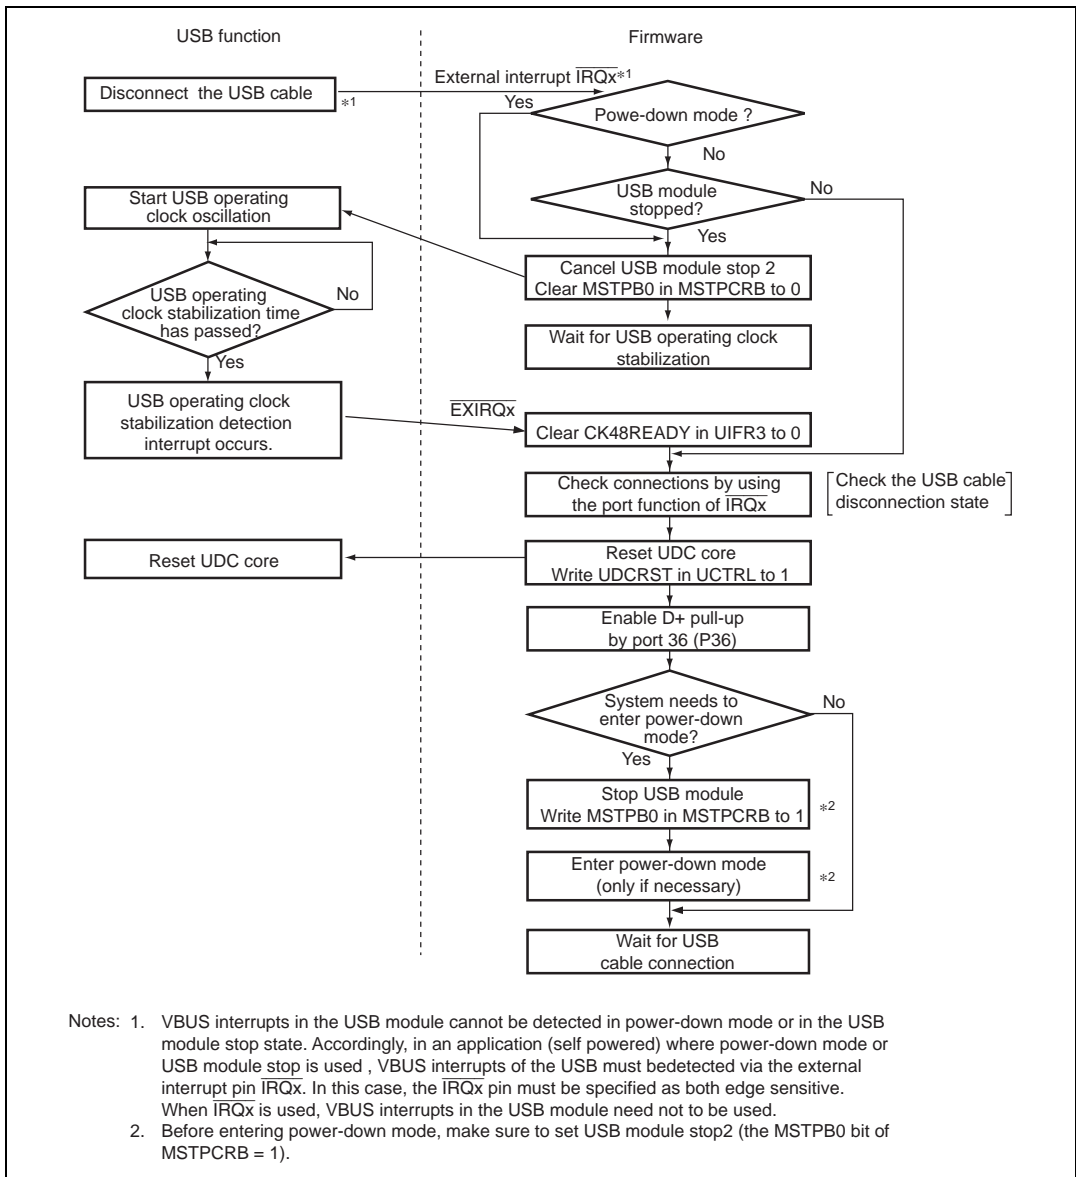 USB function
Firmware
Disconnect the USB cable
*1
External interrupt IRQx*1
Powe-down mode ?
Yes
No
USB module
stopped?
No
Yes
Start USB operating
clock oscillation
Cancel USB module stop 2
Clear MSTPB0 in MSTPCRB to 0
USB operating
clock stabilization time
has passed?
No
Yes
Wait for USB operating clock
stabilization
USB operating clock
stabilization detection
interrupt occurs.
EXIRQx
Clear CK48READY in UIFR3 to 0
Check connections by using
the port function of IRQx
Check the USB cable
disconnection state
Reset UDC core
Reset UDC core
Write UDCRST in UCTRL to 1
Enable D+ pull-up
by port 36 (P36)
System needs to
enter power-down
mode?
No
Yes
Stop USB module
Write MSTPB0 in MSTPCRB to 1
*2
Enter power-down mode
(only if necessary)
*2
Wait for USB
cable connection
Notes: 1. VBUS interrupts in the USB module cannot be detected in power-down mode or in the USB
module stop state. Accordingly, in an application (self powered) where power-down mode or
USB module stop is used , VBUS interrupts of the USB must bedetected via the external
interrupt pin IRQx. In this case, the IRQx pin must be specified as both edge sensitive.
When IRQx is used, VBUS interrupts in the USB module need not to be used.
2. Before entering power-down mode, make sure to set USB module stop2 (the MSTPB0 bit of
MSTPCRB = 1).